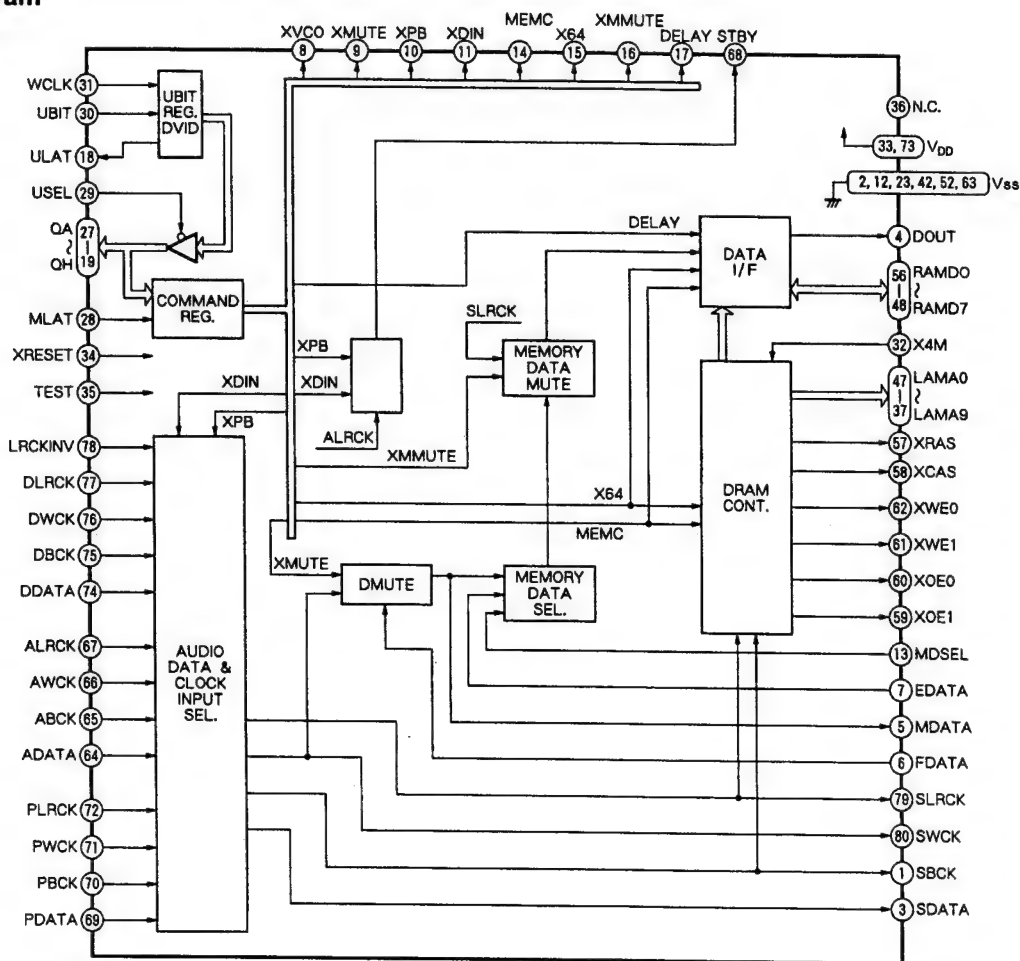 MEMC XMMUTE
XVCO XMUTE XPB XDIN X64 DELAY STBY
8 9 10 11 14 15 16 17 68
WCLK 31
UBIT 30
ULAT 18
USEL 29
QA 27
~
QH 19
MLAT 28
XRESET 34
TEST 35
LRCKINV 78
DLRCK 77
DWCK 76
DBCK 75
DDATA 74
ALRCK 67
AWCK 66
ABCK 65
ADATA 64
PLRCK 72
PWCK 71
PBCK 70
PDATA 69
UBIT
REG.
DVID
COMMAND
REG.
XPB
XDIN
XDIN
XPB
ALRCK
AUDIO
DATA &
CLOCK
INPUT
SEL.
DELAY
SLRCK
MEMORY
DATA
MUTE
XMMUTE
X64
MEMC
XMUTE
DMUTE
MEMORY
DATA
SEL.
DATA
I/F
DRAM
CONT.
36 N.C.
33, 73 VDD
2, 12, 23, 42, 52, 63 Vss
4 DOUT
56 RAMD0
~
48 RAMD7
32 X4M
47 LAMA0
~
37 LAMA9
57 XRAS
58 XCAS
62 XWE0
61 XWE1
60 XOE0
59 XOE1
13 MDSEL
7 EDATA
5 MDATA
6 FDATA
79 SLRCK
80 SWCK
1 SBCK
3 SDATA